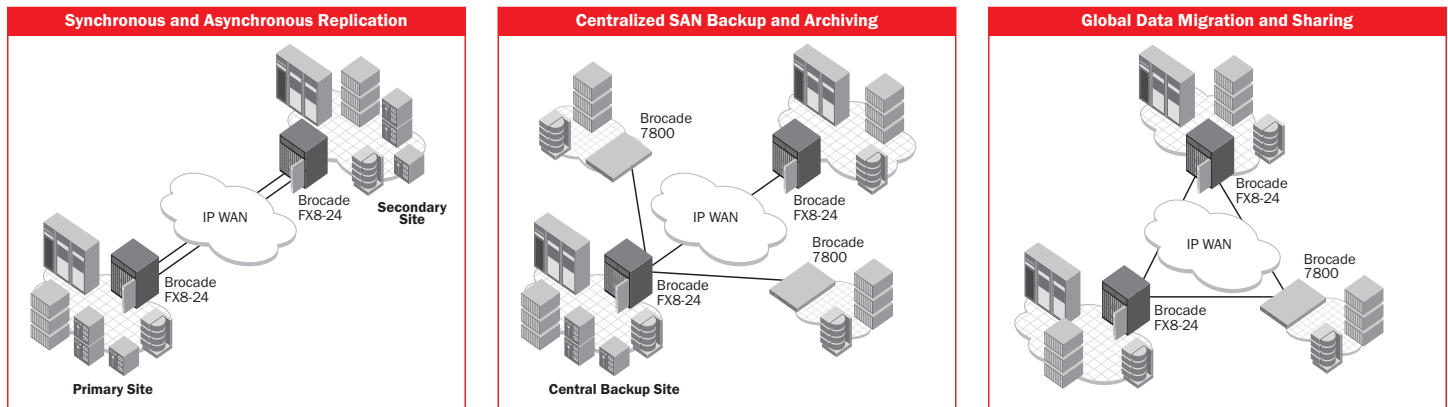 Synchronous and Asynchronous Replication
IP WAN
Brocade
FX8-24
Secondary
Site
Brocade
FX8-24
Primary Site
Centralized SAN Backup and Archiving
Brocade
7800
IP WAN
Brocade
FX8-24
Brocade
7800
Brocade
FX8-24
Central Backup Site
Global Data Migration and Sharing
Brocade
FX8-24
IP WAN
Brocade
7800
Brocade
FX8-24